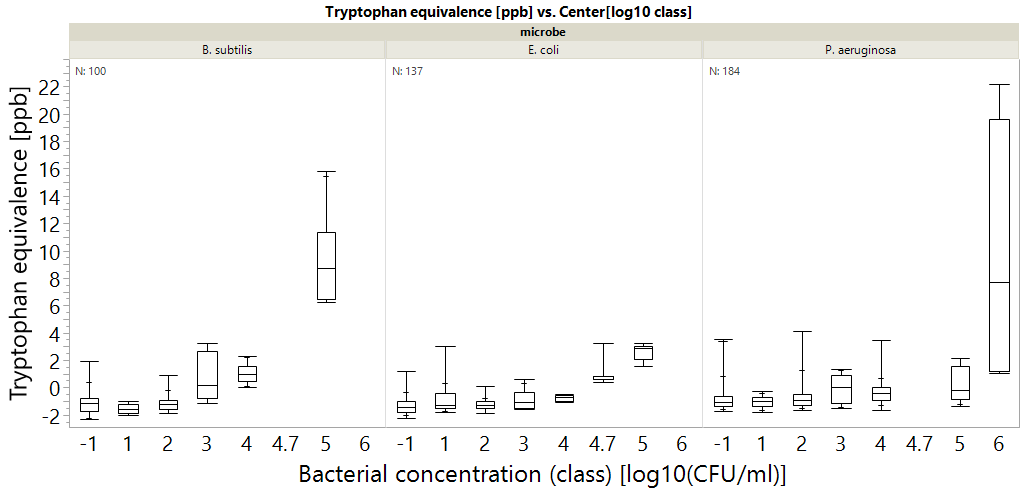 Tryptophan equivalence [ppb] vs. Center[log10 class]
microbe
B. subtilis E. coli P. aeruginosa
N: 100 N: 137 N: 184
Tryptophan equivalence [ppb]
22
20
18
16
14
12
10
8
6
4
2
0
-2
-1 1 2 3 4 4.7 5 6 -1 1 2 3 4 4.7 5 6 -1 1 2 3 4 4.7 5 6
Bacterial concentration (class) [log10(CFU/ml)]